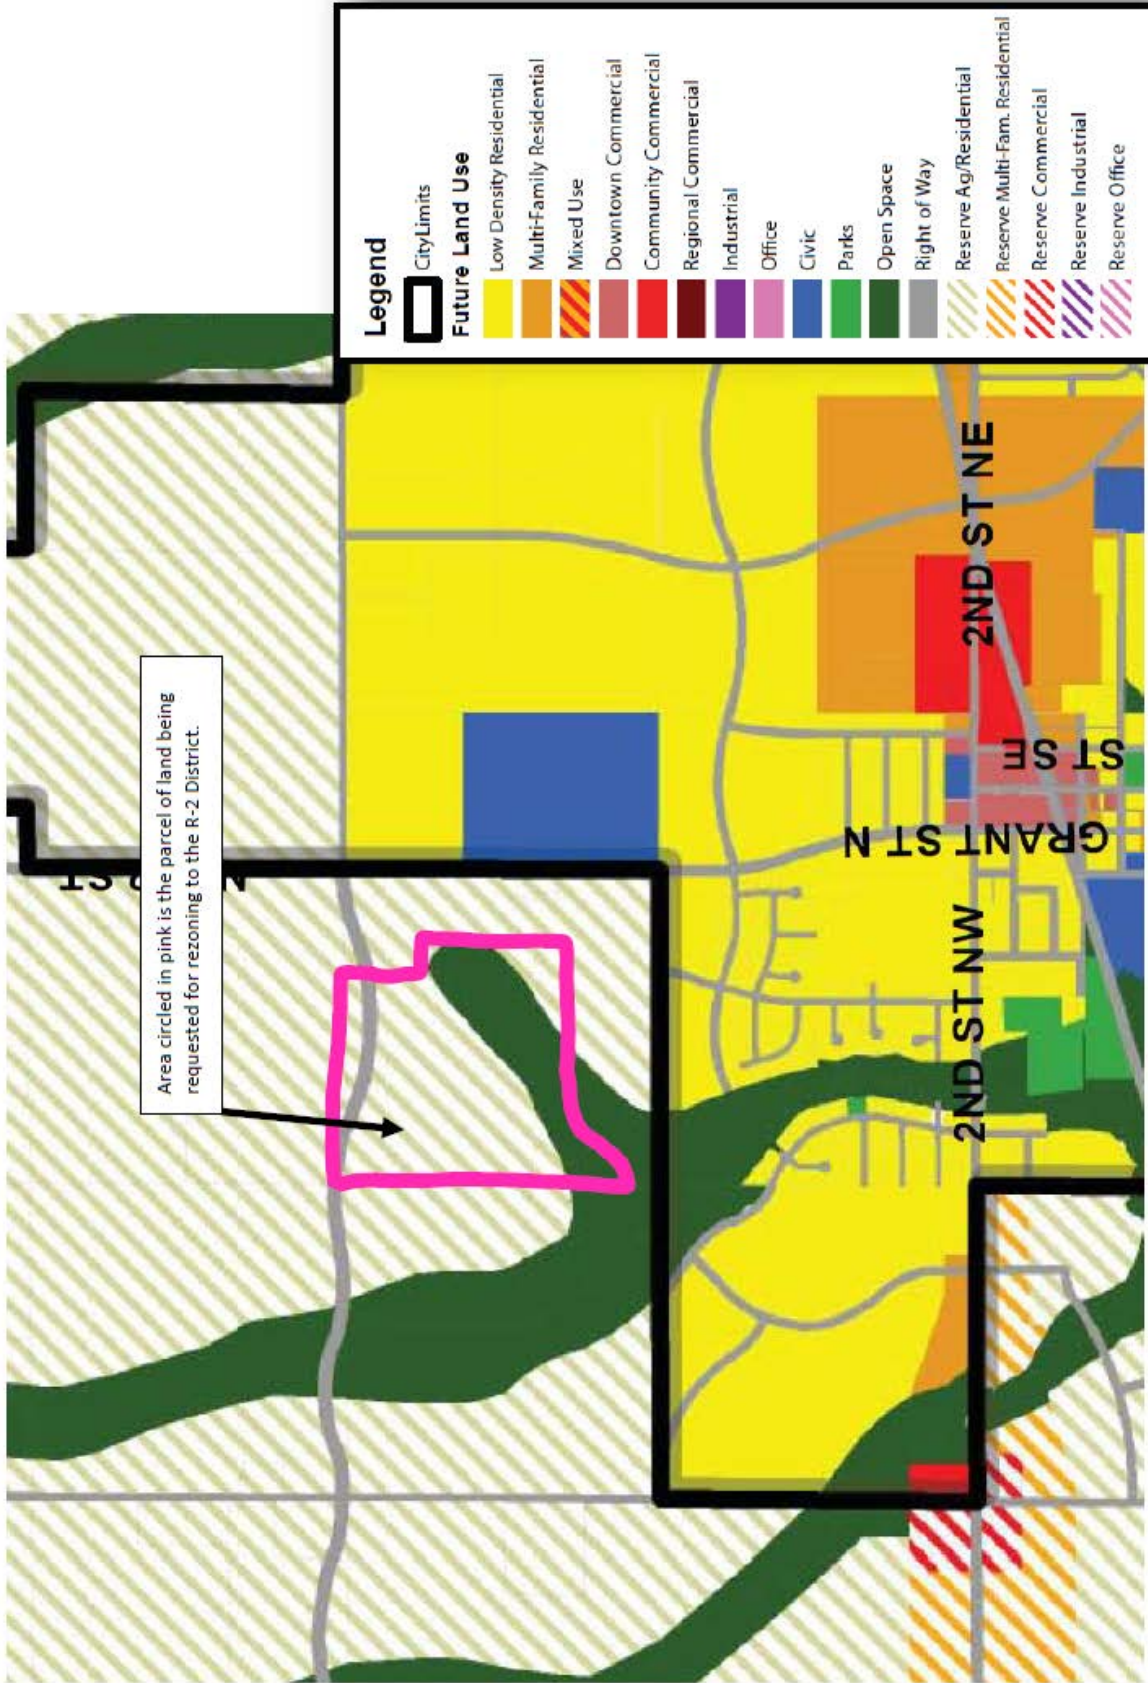 Area circled in pink is the parcel of land being
requested for rezoning to the R-2 District.
Legend
CityLimits
Future Land Use
Low Density Residential
Multi-Family Residential
Mixed Use
Downtown Commercial
Community Commercial
Regional Commercial
Industrial
Office
Civic
Parks
Open Space
Right of Way
Reserve Ag/Residential
Reserve Multi-Fam. Residential
Reserve Commercial
Reserve Industrial
Reserve Office
2ND ST NE
ST SE
GRANT ST N
2ND ST NW
ST